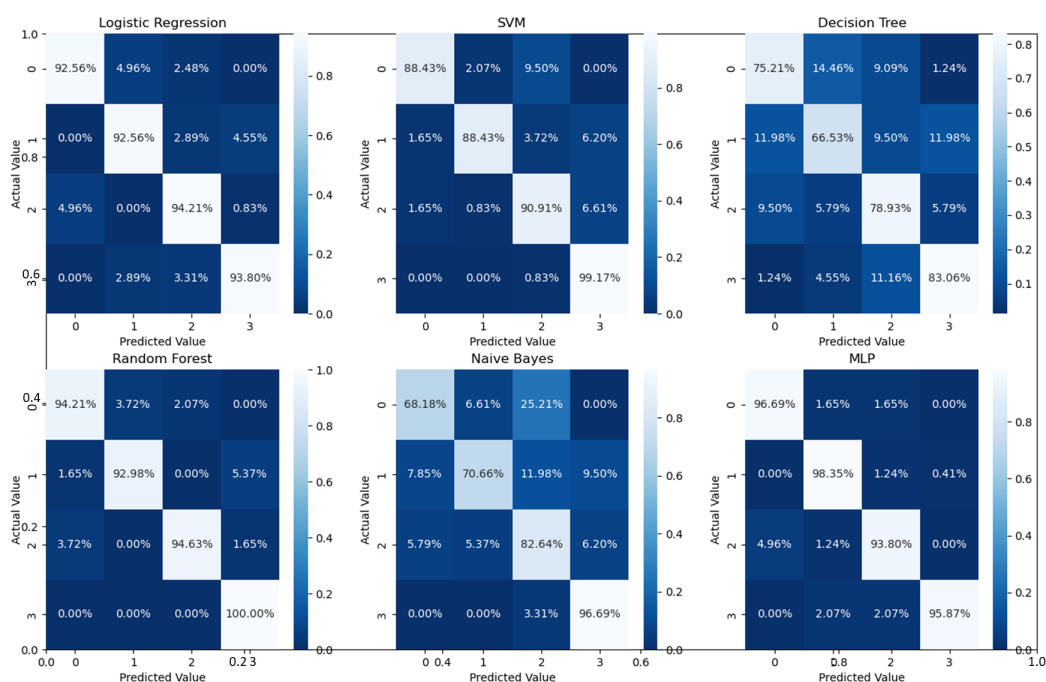 Logistic Regression SVM Decision Tree
1.0
0 92.56% 4.96% 2.48% 0.00% 0.8 0 88.43% 2.07% 9.50% 0.00% 0.8 0 75.21% 14.46% 9.09% 1.24% 0.8
0.7
1 0.00% 92.56% 2.89% 4.55% 0.6 1 1.65% 88.43% 3.72% 6.20% 0.6 1 11.98% 66.53% 9.50% 11.98% 0.6
0.8
0.5
Actual Value Actual Value Actual Value
2 4.96% 0.00% 94.21% 0.83% 0.4 2 1.65% 0.83% 90.91% 6.61% 0.4 2 9.50% 5.79% 78.93% 5.79% 0.4
0.3
3 0.6 0.00% 2.89% 3.31% 93.80% 0.2 3 0.00% 0.00% 0.83% 99.17% 0.2 3 1.24% 4.55% 11.16% 83.06% 0.2
0.1
0.0 0.0
0 1 2 3 0 1 2 3 0 1 2 3
Predicted Value Predicted Value Predicted Value
Random Forest Naive Bayes MLP
1.0
0.4 0 94.21% 3.72% 2.07% 0.00% 0.8 0 68.18% 6.61% 25.21% 0.00% 0.8 0 96.69% 1.65% 1.65% 0.00% 0.8
1 1.65% 92.98% 0.00% 5.37% 0.6 1 7.85% 70.66% 11.98% 9.50% 0.6 1 0.00% 98.35% 1.24% 0.41% 0.6
Actual Value Actual Value Actual Value
0.2
2 3.72% 0.00% 94.63% 1.65% 0.4 2 5.79% 5.37% 82.64% 6.20% 0.4 2 4.96% 1.24% 93.80% 0.00% 0.4
3 0.00% 0.00% 0.00% 100.00% 0.2 3 0.00% 0.00% 3.31% 96.69% 0.2 3 0.00% 2.07% 2.07% 95.87% 0.2
0.0 0.0 0.0 0.0
0.0 0 1 2 0.2 3 0 0.4 1 2 3 0.6 0 1 0.8 2 3 1.0
Predicted Value Predicted Value Predicted Value